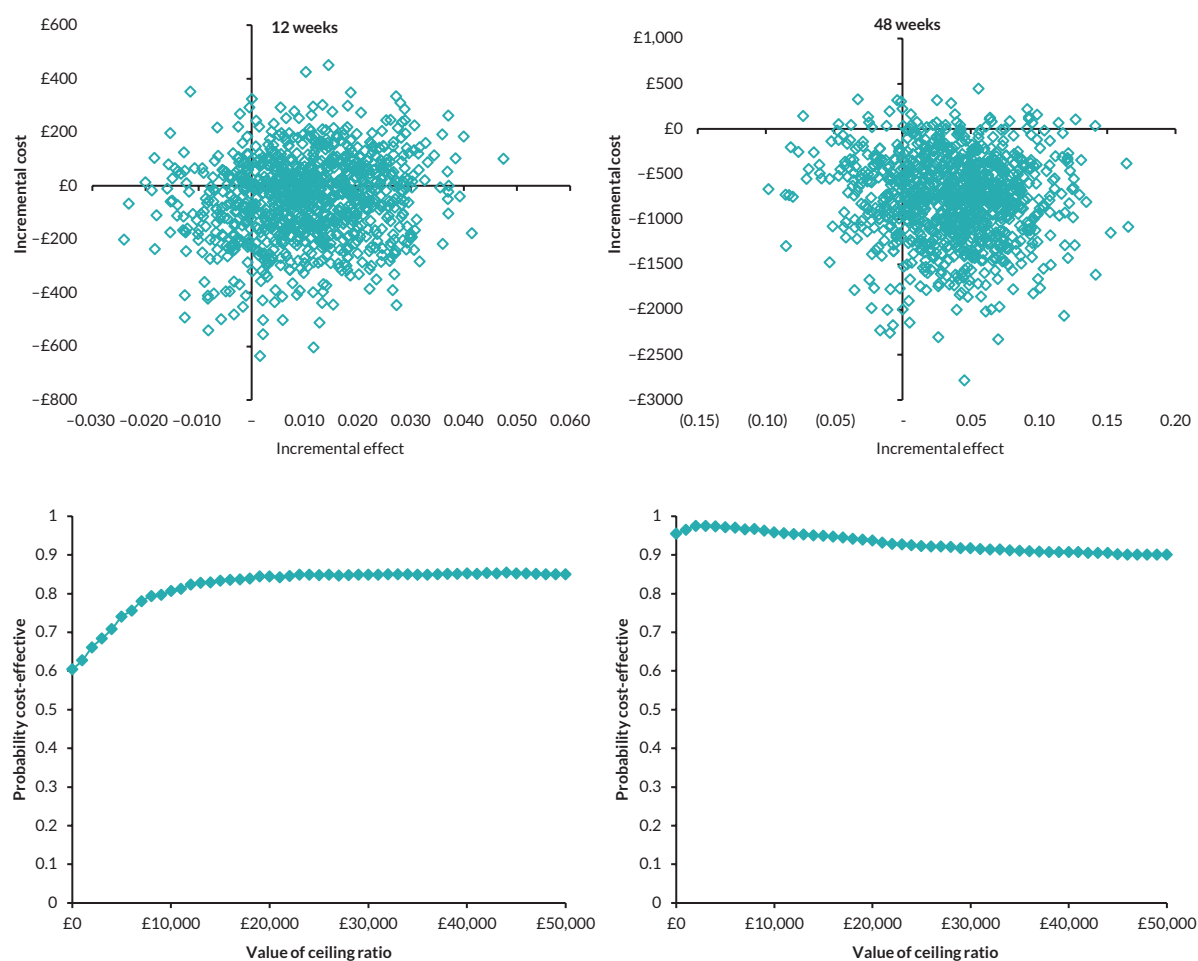 12 weeks
£600
£400
£200
£0
−£200
−£400
−£600
−£800
Incremental cost
−0.030 −0.020 −0.010 – 0.010 0.020 0.030 0.040 0.050 0.060
Incremental effect
48 weeks
£1,000
£500
£0
−£500
−£1000
−£1500
−£2000
−£2500
−£3000
Incremental cost
(0.15) (0.10) (0.05) - 0.05 0.10 0.15 0.20
Incremental effect
1
0.9
0.8
0.7
0.6
0.5
0.4
0.3
0.2
0.1
0
Probability cost-effective
£0 £10,000 £20,000 £30,000 £40,000 £50,000
Value of ceiling ratio
1
0.9
0.8
0.7
0.6
0.5
0.4
0.3
0.2
0.1
0
Probability cost-effective
£0 £10,000 £20,000 £30,000 £40,000 £50,000
Value of ceiling ratio